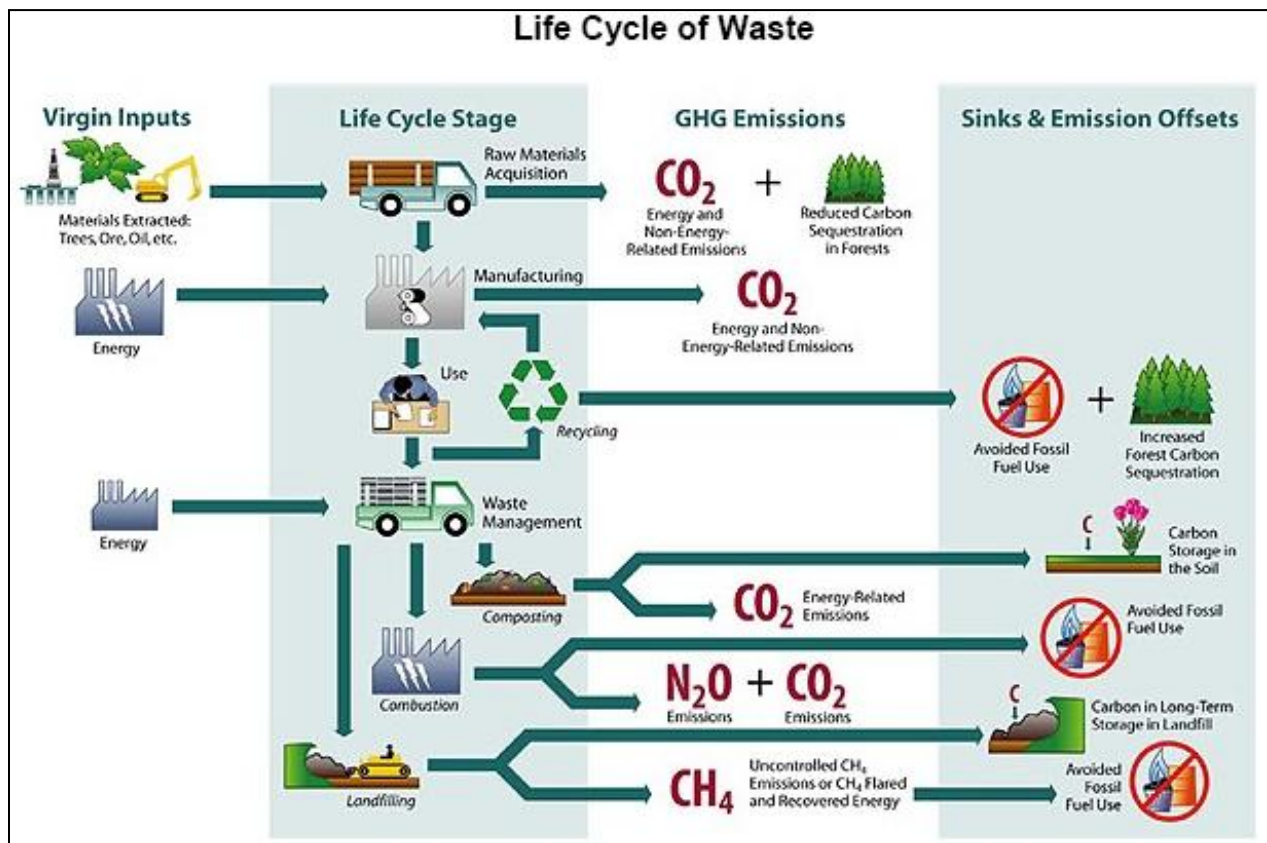 Life Cycle of Waste
Virgin Inputs
Life Cycle Stage
GHG Emissions
Sinks & Emission Offsets
Materials Extracted:
Trees, Ore, Oil, etc.
Raw Materials
Acquisition
CO2
Energy and
Non-Energy-
Related Emissions
+
Reduced Carbon
Sequestration
in Forests
Energy
Manufacturing
CO2
Energy and Non-
Energy-Related Emissions
Use
Recycling
Avoided Fossil
Fuel Use
+
Increased
Forest Carbon
Sequestration
Energy
Waste
Management
Composting
C
Carbon
Storage in
the Soil
CO2
Energy-Related
Emissions
Combustion
Avoided Fossil
Fuel Use
N2O + CO2
Emissions
Emissions
Landfilling
C
Carbon in Long-Term
Storage in Landfill
CH4
Uncontrolled CH4
Emissions or CH4 Flared
and Recovered Energy
Avoided
Fossil
Fuel Use